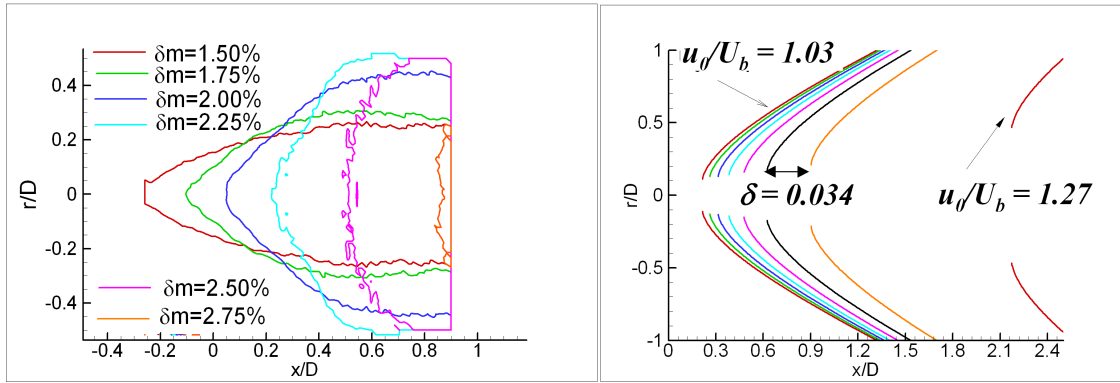 δm=1.50%
δm=1.75%
δm=2.00%
δm=2.25%
δm=2.50%
δm=2.75%
r/D
0.4
0.2
0
-0.2
-0.4
-0.4 -0.2 0 0.2 0.4 0.6 0.8 1
x/D
u0/Ub = 1.03
δ = 0.034
u0/Ub = 1.27
r/D
1
0.5
0
-0.5
-1
0 0.3 0.6 0.9 1.2 1.5 1.8 2.1 2.4
x/D